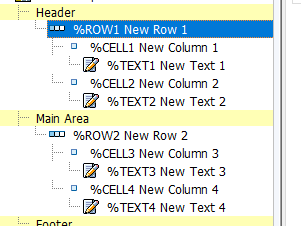 Header
%ROW1 New Row 1
%CELL1 New Column 1
%TEXT1 New Text 1
%CELL2 New Column 2
%TEXT2 New Text 2
Main Area
%ROW2 New Row 2
%CELL3 New Column 3
%TEXT3 New Text 3
%CELL4 New Column 4
%TEXT4 New Text 4
Footer